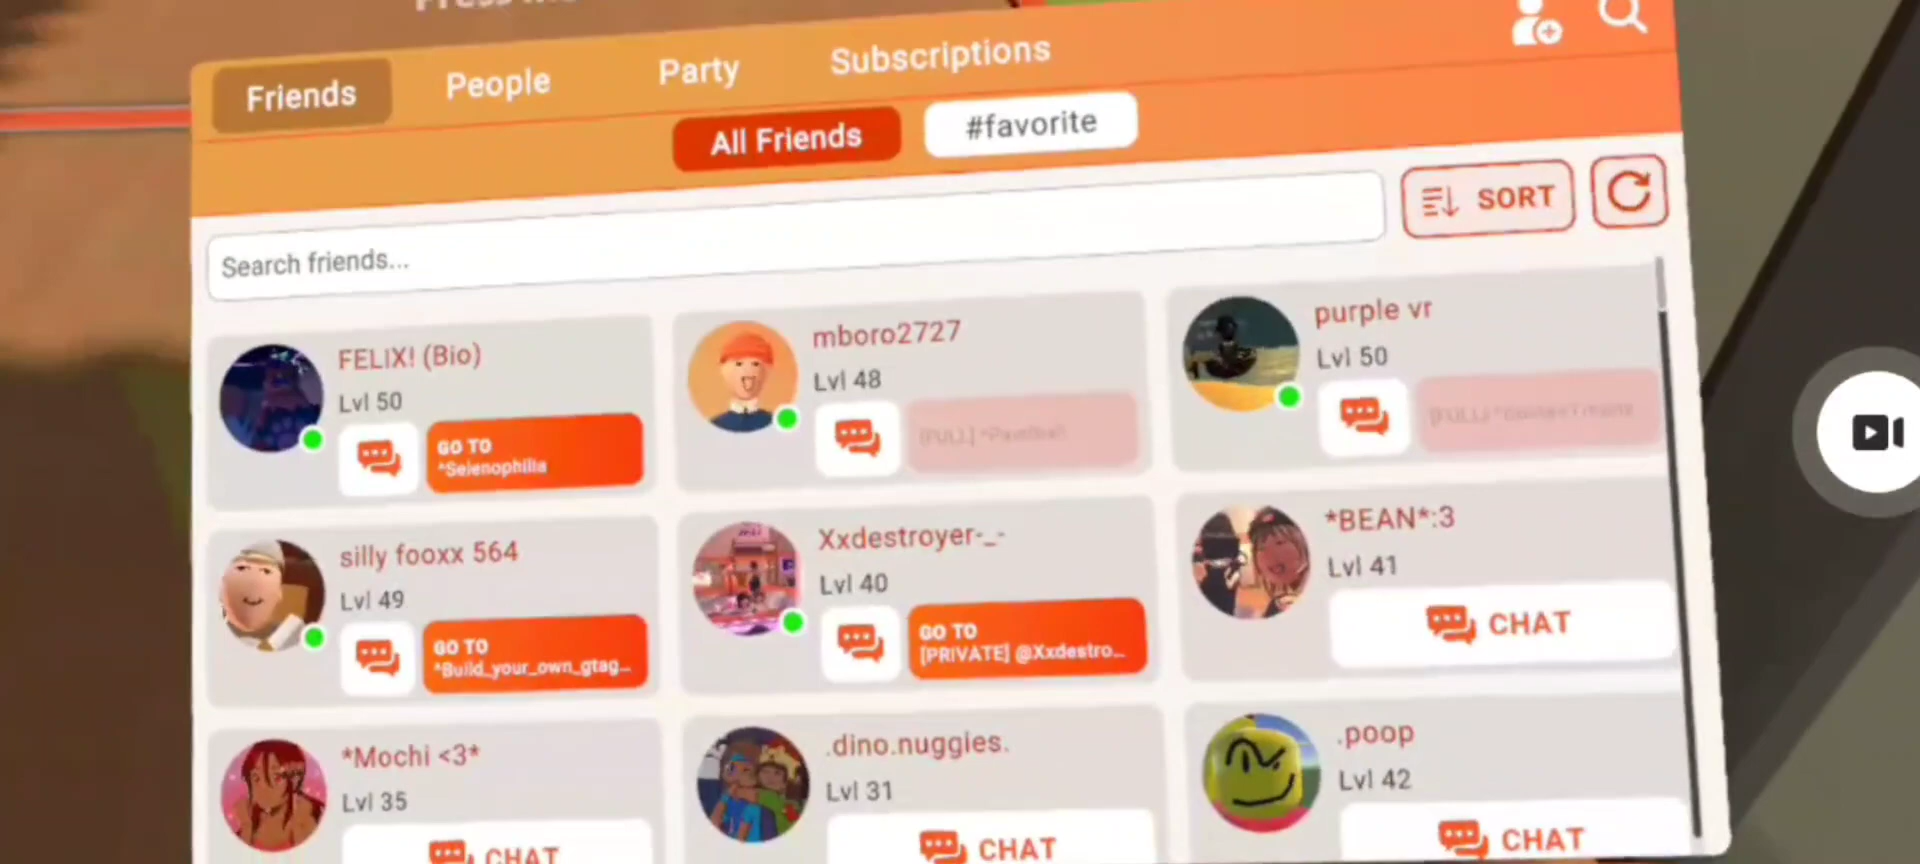 Friends
People
Party
Subscriptions
All Friends
#favorite
Search friends...
SORT
FELIX! (Bio)
Lvl 50
GO TO
^Selenophilia
mboro2727
Lvl 48
[FULL]
purple vr
Lvl 50
[FULL]
silly fooxx 564
Lvl 49
GO TO
^Build_your_own_gtag...
Xxdestroyer-_-
Lvl 40
GO TO
[PRIVATE] @Xxdestro...
*BEAN*:3
Lvl 41
CHAT
*Mochi <3*
Lvl 35
CHAT
.dino.nuggies.
Lvl 31
CHAT
.poop
Lvl 42
CHAT